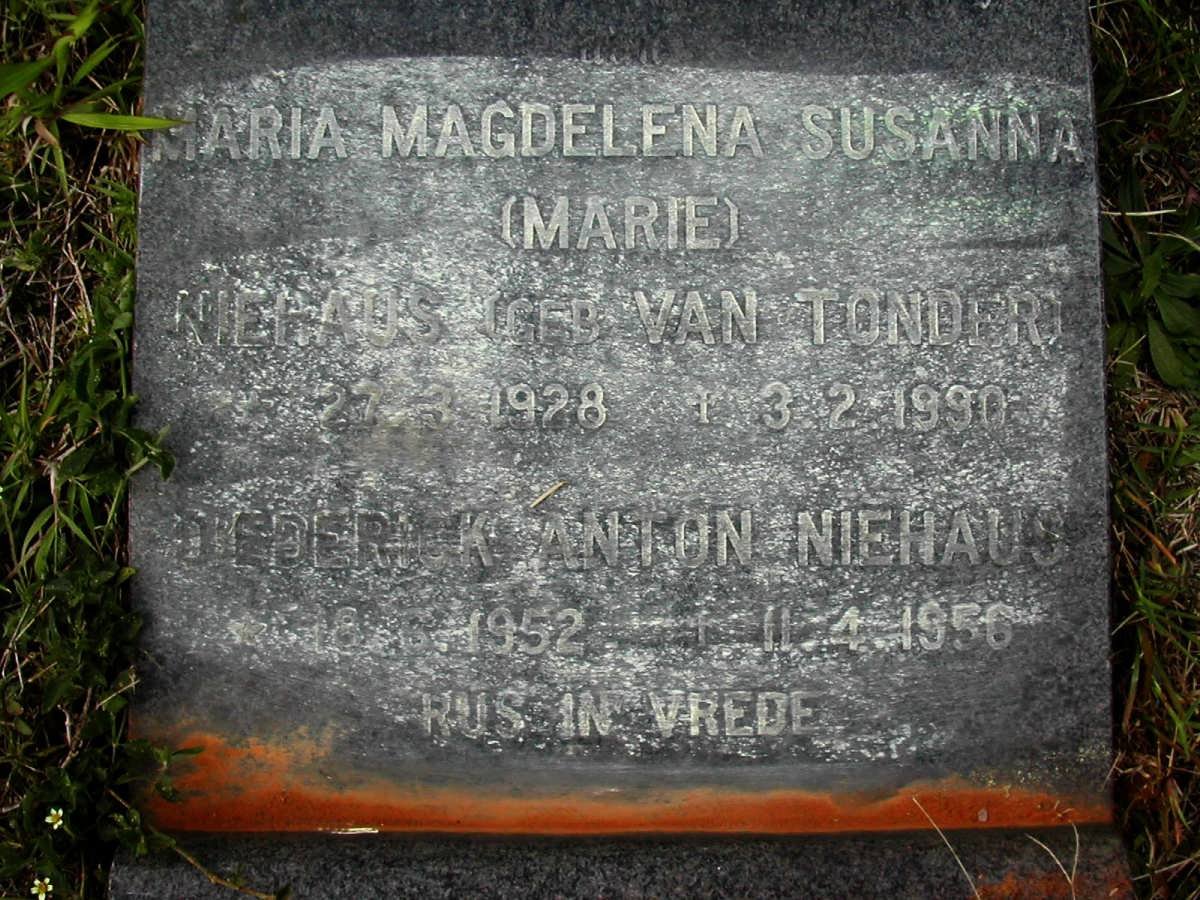 MARIA MAGDELENA SUSANNA
(MARIE)
NIEHAUS (GEB VAN TONDER)
* 27.3.1928 † 3.2.1990
DIEDERICK ANTON NIEHAUS
* 18.6.1952 † 11.4.1956
RUS IN VREDE